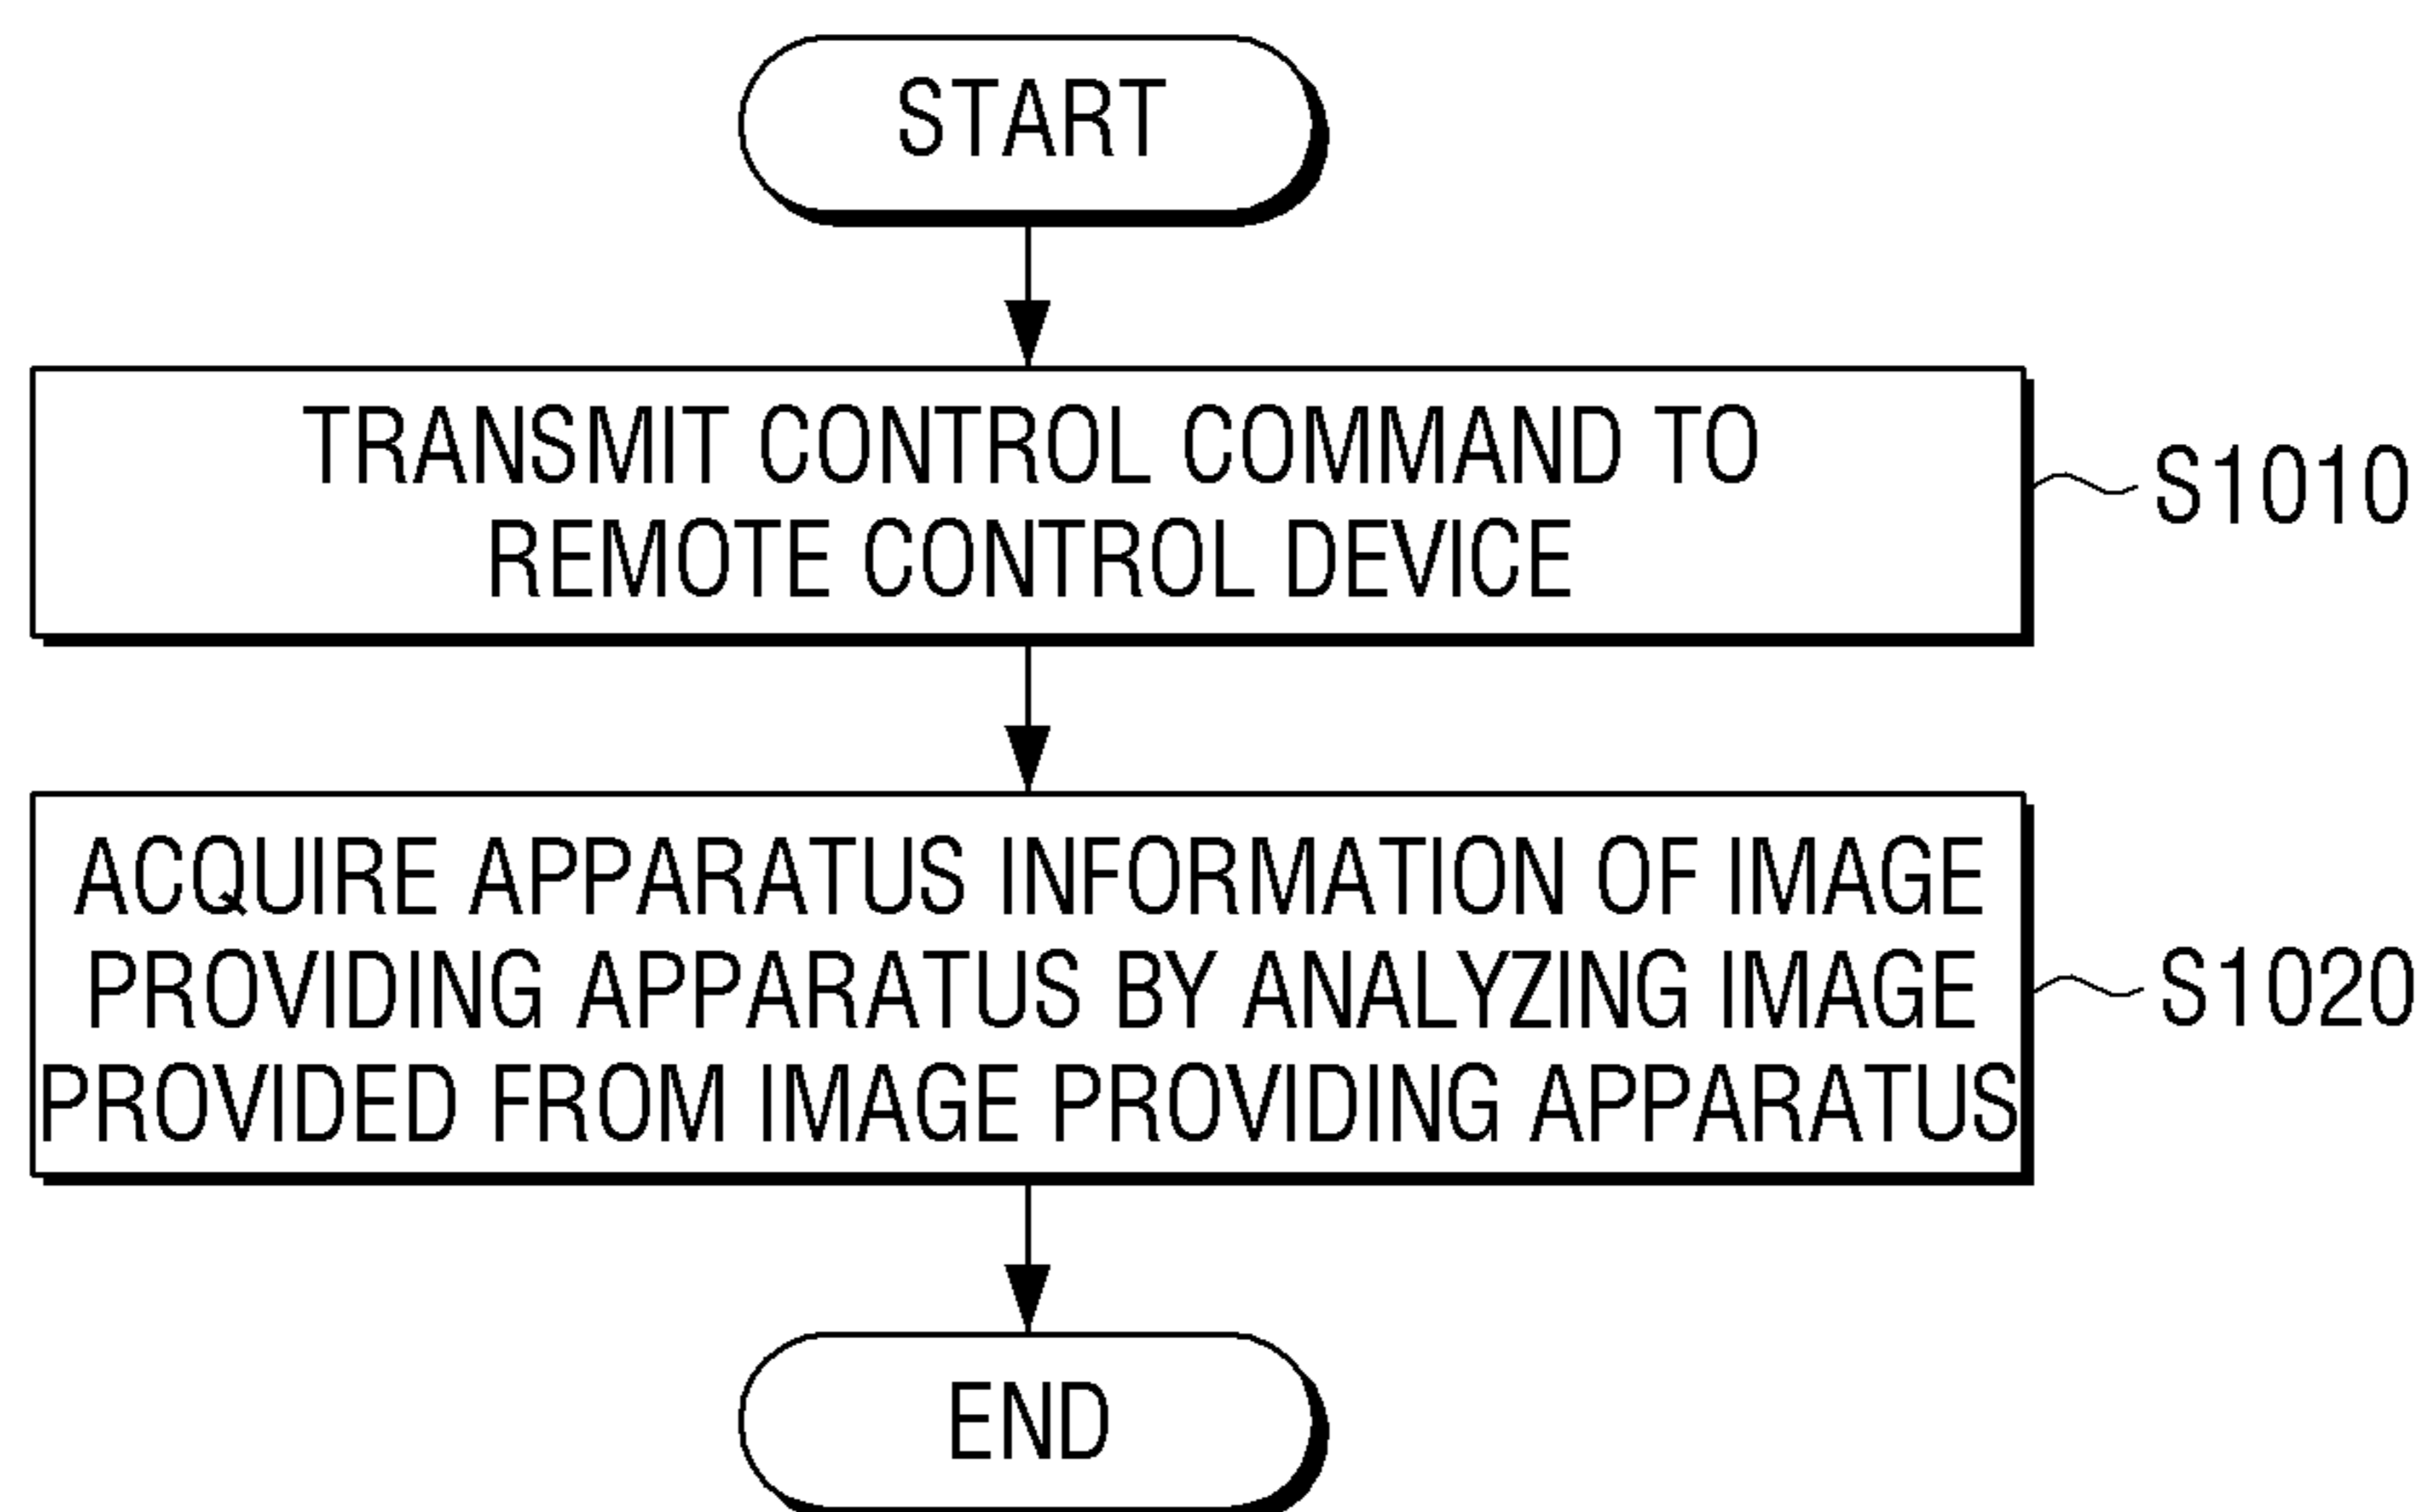 START
TRANSMIT CONTROL COMMAND TO
REMOTE CONTROL DEVICE
S1010
ACQUIRE APPARATUS INFORMATION OF IMAGE
PROVIDING APPARATUS BY ANALYZING IMAGE
PROVIDED FROM IMAGE PROVIDING APPARATUS
S1020
END